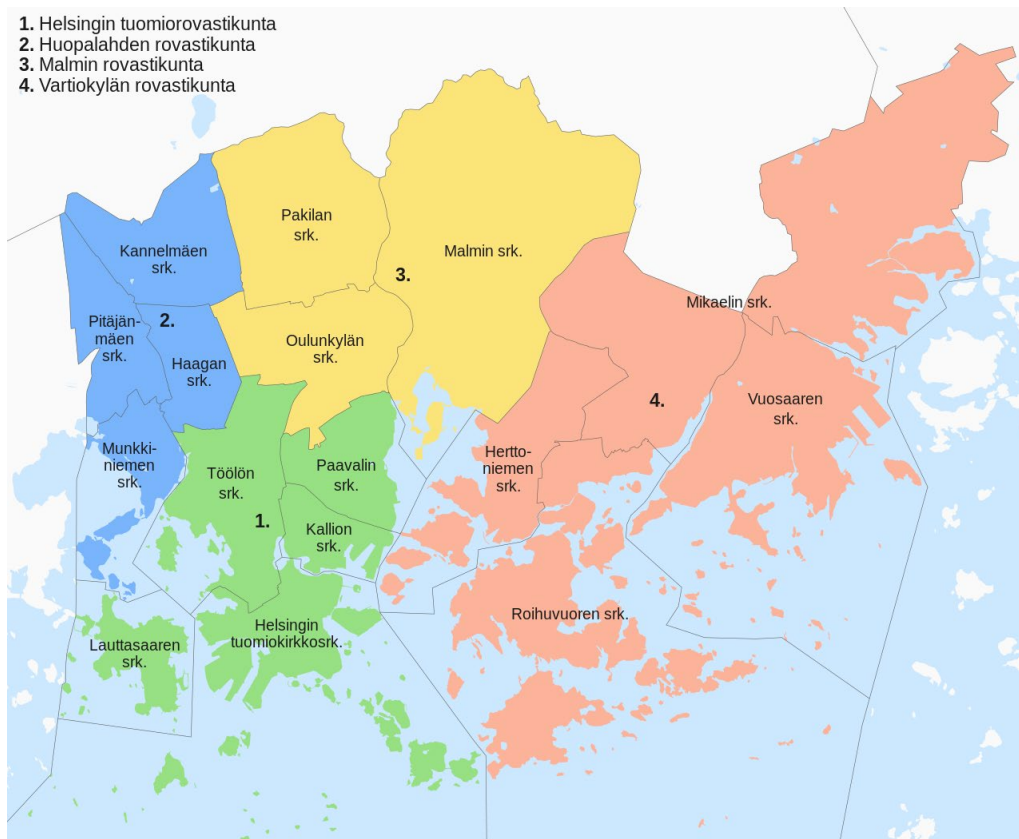 1. Helsingin tuomiorovastikunta
2. Huopalahden rovastikunta
3. Malmin rovastikunta
4. Vartiokylän rovastikunta
Pakilan
srk.
Kannelmäen
srk.
Malmin srk.
3.
Mikaelin srk.
Pitäjän-
mäen
srk.
2.
Haagan
srk.
Oulunkylän
srk.
4.
Vuosaaren
srk.
Munkki-
niemen
srk.
Töölön
srk.
Paavalin
srk.
Hertto-
niemen
srk.
1.
Kallion
srk.
Lauttasaaren
srk.
Helsingin
tuomiokirkkosrk.
Roihuvuoren srk.